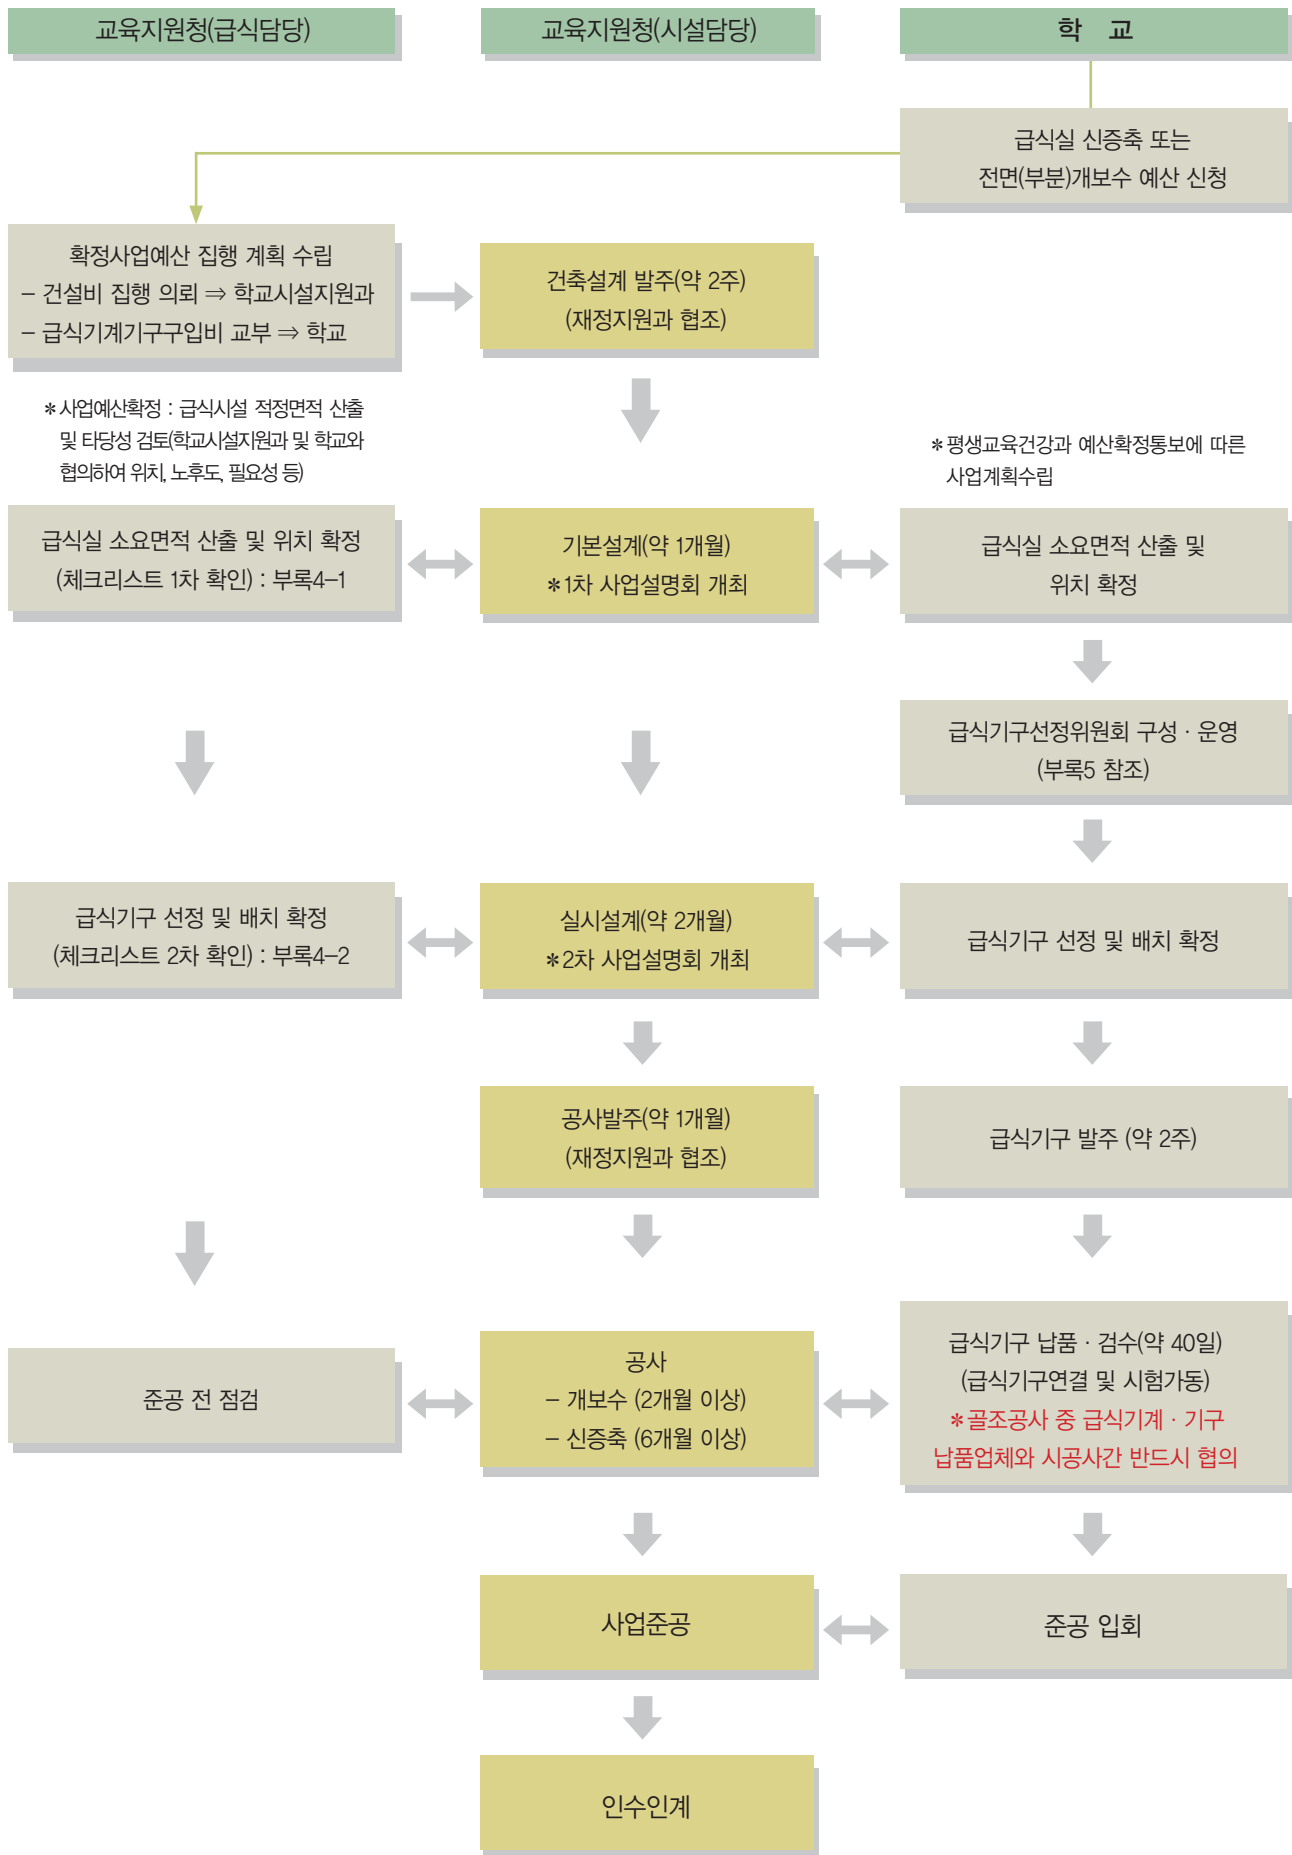 교육지원청(급식담당)
교육지원청(시설담당)
학 교
급식실 신증축 또는
전면(부분)개보수 예산 신청
확정사업예산 집행 계획 수립
– 건설비 집행 의뢰 ⇒ 학교시설지원과
– 급식기계기구구입비 교부 ⇒ 학교
건축설계 발주(약 2주)
(재정지원과 협조)
*사업예산확정 : 급식시설 적정면적 산출
및 타당성 검토(학교시설지원과 및 학교와
협의하여 위치, 노후도, 필요성 등)
*평생교육건강과 예산확정통보에 따른
사업계획수립
급식실 소요면적 산출 및 위치 확정
(체크리스트 1차 확인) : 부록4–1
기본설계(약 1개월)
*1차 사업설명회 개최
급식실 소요면적 산출 및
위치 확정
급식기구선정위원회 구성 · 운영
(부록5 참조)
급식기구 선정 및 배치 확정
(체크리스트 2차 확인) : 부록4–2
실시설계(약 2개월)
*2차 사업설명회 개최
급식기구 선정 및 배치 확정
공사발주(약 1개월)
(재정지원과 협조)
급식기구 발주 (약 2주)
준공 전 점검
공사
– 개보수 (2개월 이상)
– 신증축 (6개월 이상)
급식기구 납품 · 검수(약 40일)
(급식기구연결 및 시험가동)
*골조공사 중 급식기계 · 기구
납품업체와 시공사간 반드시 협의
사업준공
준공 입회
인수인계